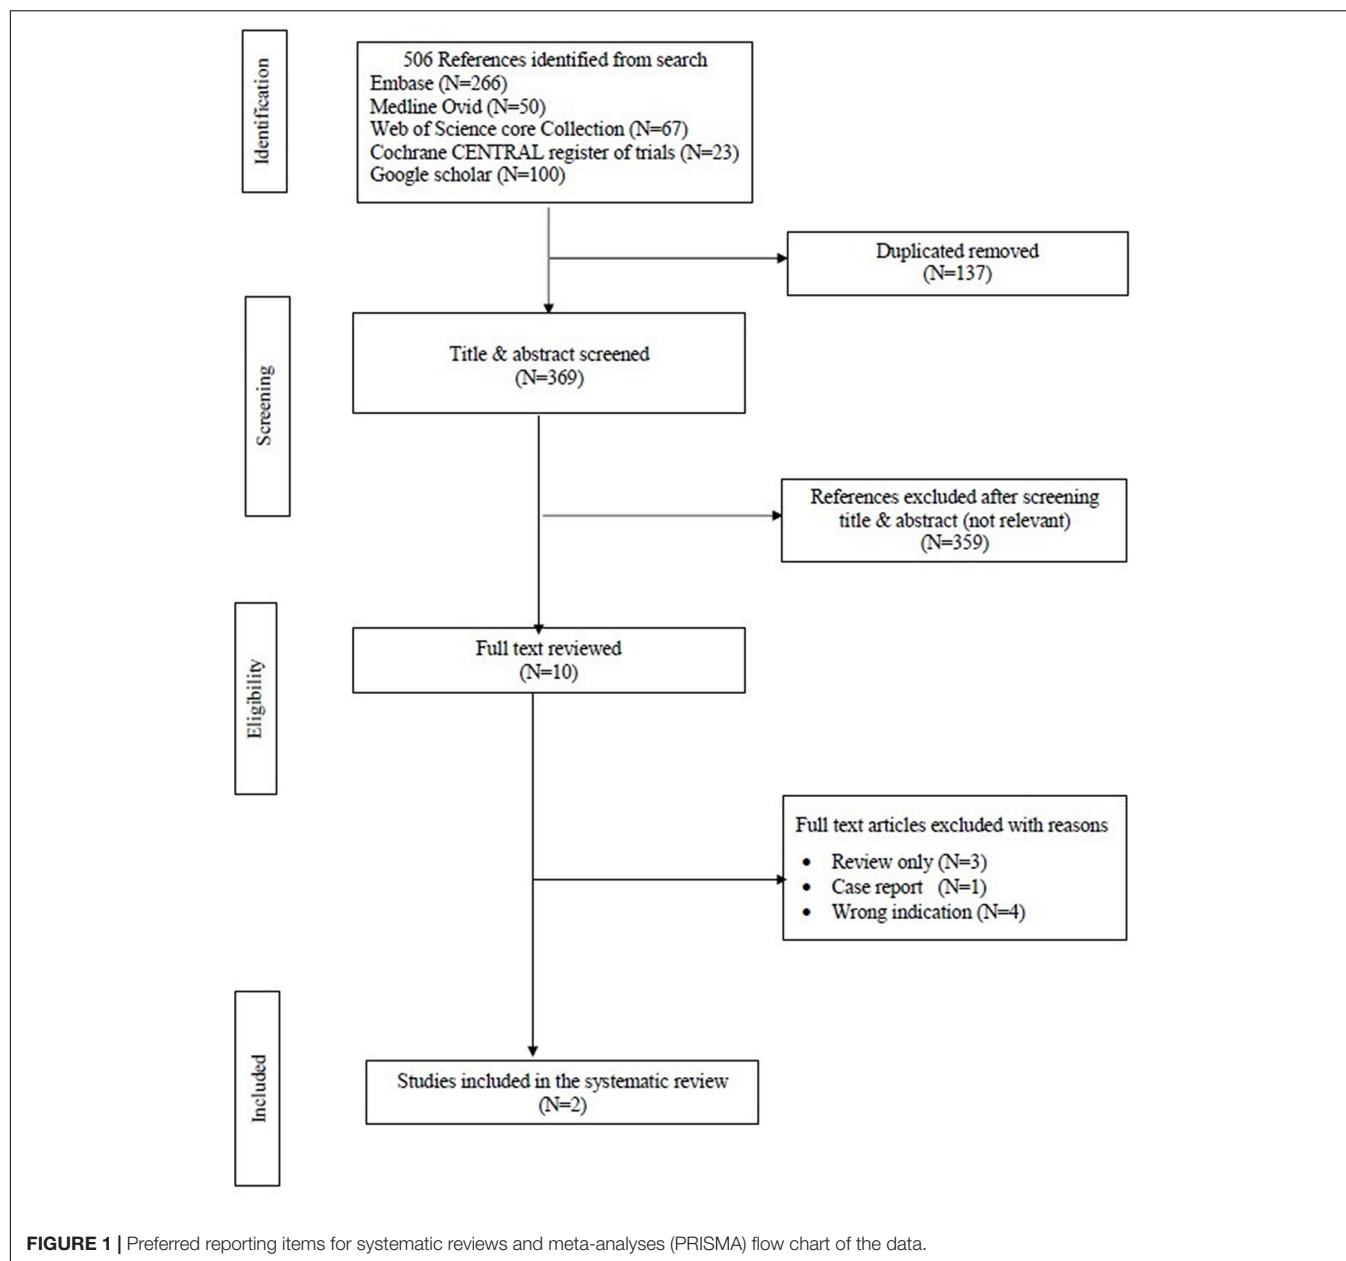 Identification
506 References identified from search
Embase (N=266)
Medline Ovid (N=50)
Web of Science core Collection (N=67)
Cochrane CENTRAL register of trials (N=23)
Google scholar (N=100)
Duplicated removed
(N=137)
Screening
Title & abstract screened
(N=369)
References excluded after screening
title & abstract (not relevant)
(N=359)
Eligibility
Full text reviewed
(N=10)
Full text articles excluded with reasons
• Review only (N=3)
• Case report (N=1)
• Wrong indication (N=4)
Included
Studies included in the systematic review
(N=2)
FIGURE 1 | Preferred reporting items for systematic reviews and meta-analyses (PRISMA) flow chart of the data.